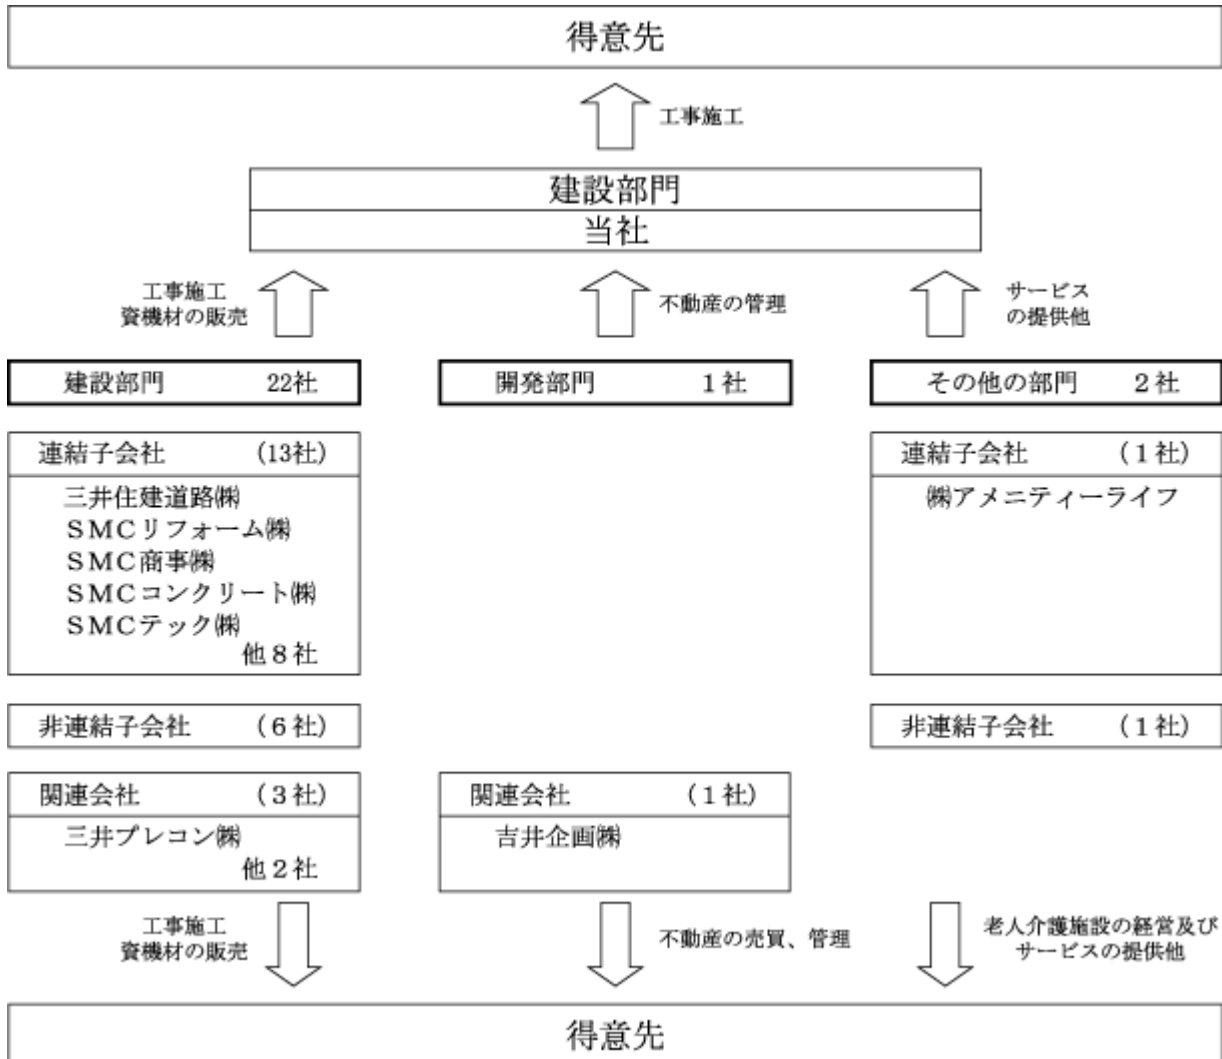 得意先
工事施工
建設部門
当社
工事施工
資機材の販売
不動産の管理
サービス
の提供他
建設部門 22社
開発部門 1社
その他の部門 2社
連結子会社 (13社)
三井住建道路㈱
SMCリフォーム㈱
SMC商事㈱
SMCコンクリート㈱
SMCテック㈱
他8社
連結子会社 (1社)
㈱アメニティーライフ
非連結子会社 (6社)
非連結子会社 (1社)
関連会社 (3社)
三井プレコン㈱
他2社
関連会社 (1社)
吉井企画㈱
工事施工
資機材の販売
不動産の売買、管理
老人介護施設の経営及び
サービスの提供他
得意先